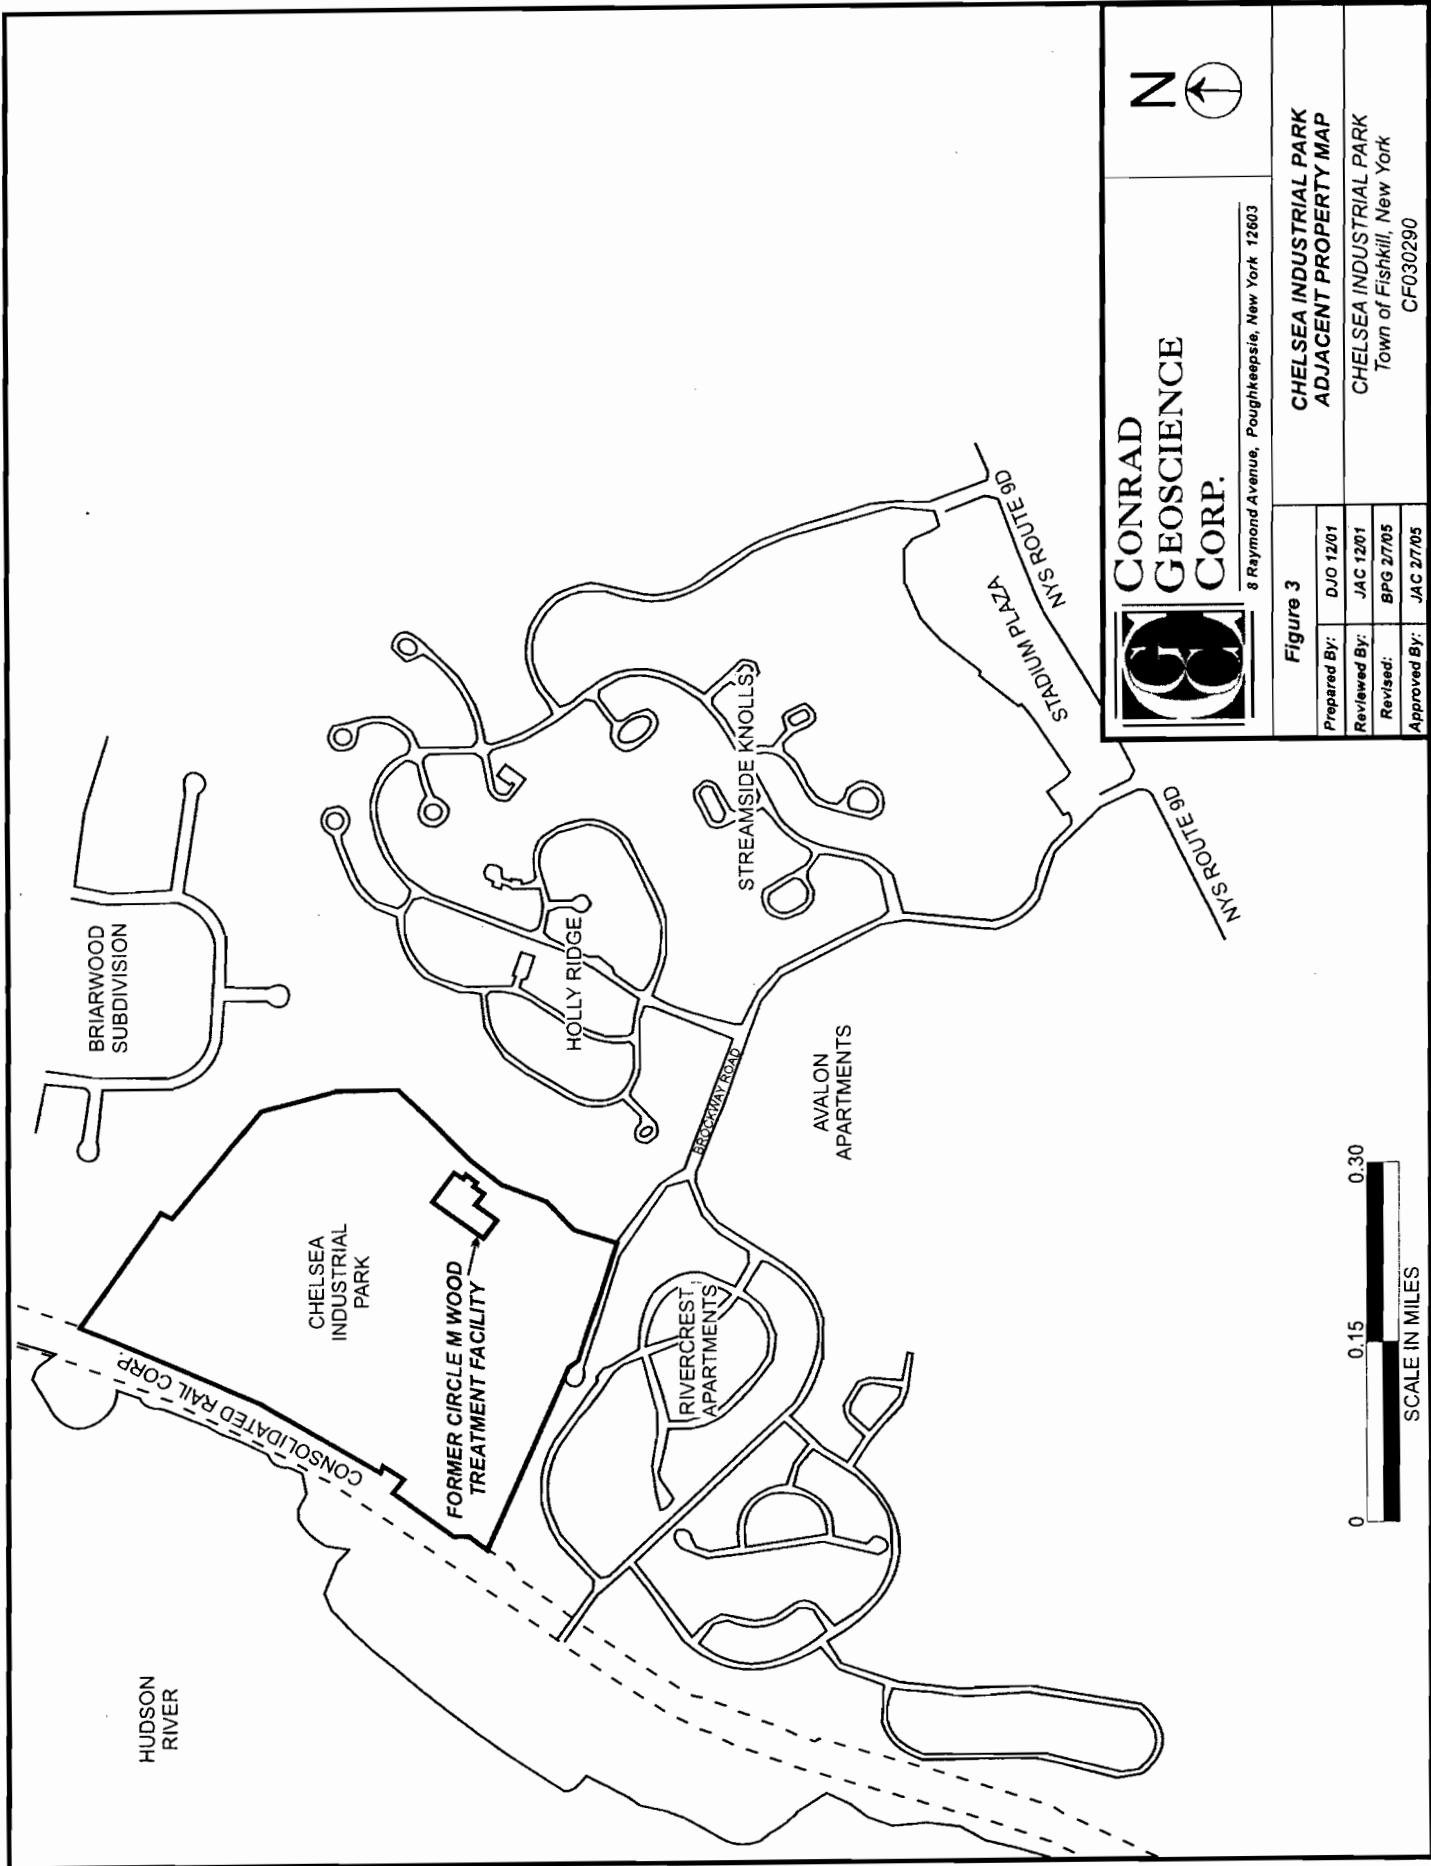 HUDSON
RIVER
CONSOLIDATED RAIL CORP.
CHELSEA
INDUSTRIAL
PARK
BRIARWOOD
SUBDIVISION
FORMER CIRCLE M WOOD
TREATMENT FACILITY
HOLLY RIDGE
RIVERCREST
APARTMENTS
BROCKWAY ROAD
STREAMSIDE KNOLLS
AVALON
APARTMENTS
STADIUM PLAZA
NYS ROUTE 9D
NYS ROUTE 9D
0
0.15
0.30
SCALE IN MILES
CONRAD
GEOSCIENCE
CORP.
8 Raymond Avenue, Poughkeepsie, New York 12603
N
GC
Figure 3
CHELSEA INDUSTRIAL PARK
ADJACENT PROPERTY MAP
Prepared By: DJO 12/01
Reviewed By: JAC 12/01
Revised: BPG 2/7/05
Approved By: JAC 2/7/05
CHELSEA INDUSTRIAL PARK
Town of Fishkill, New York
CF030290